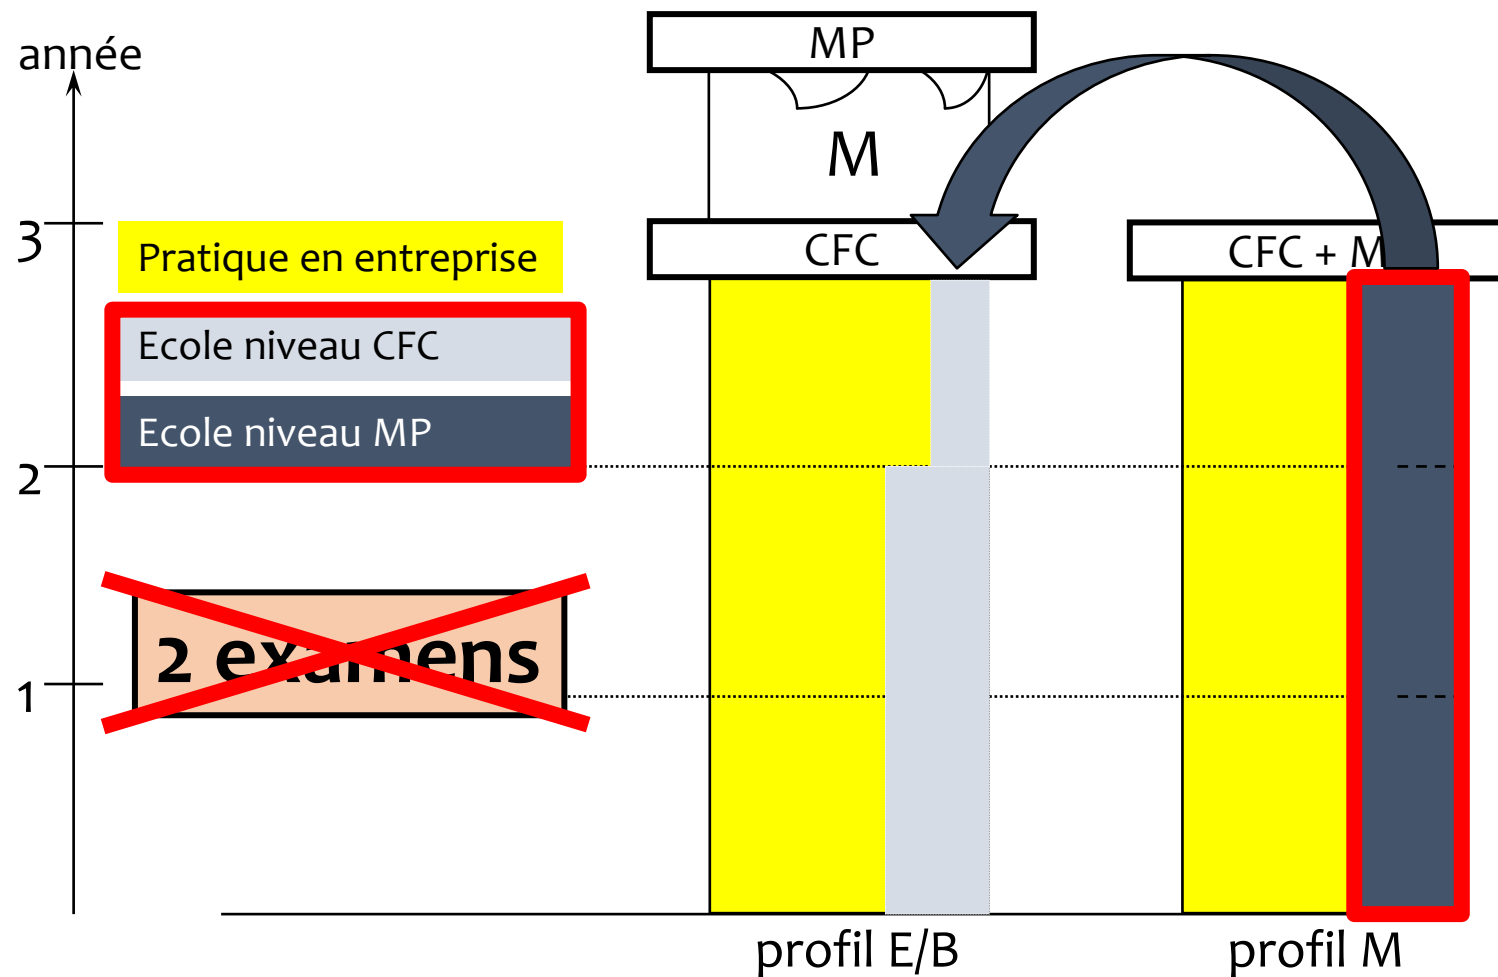 année
MP
M
3
Pratique en entreprise
CFC
CFC + M
Ecole niveau CFC
Ecole niveau MP
2
2 examens
1
profil E/B
profil M